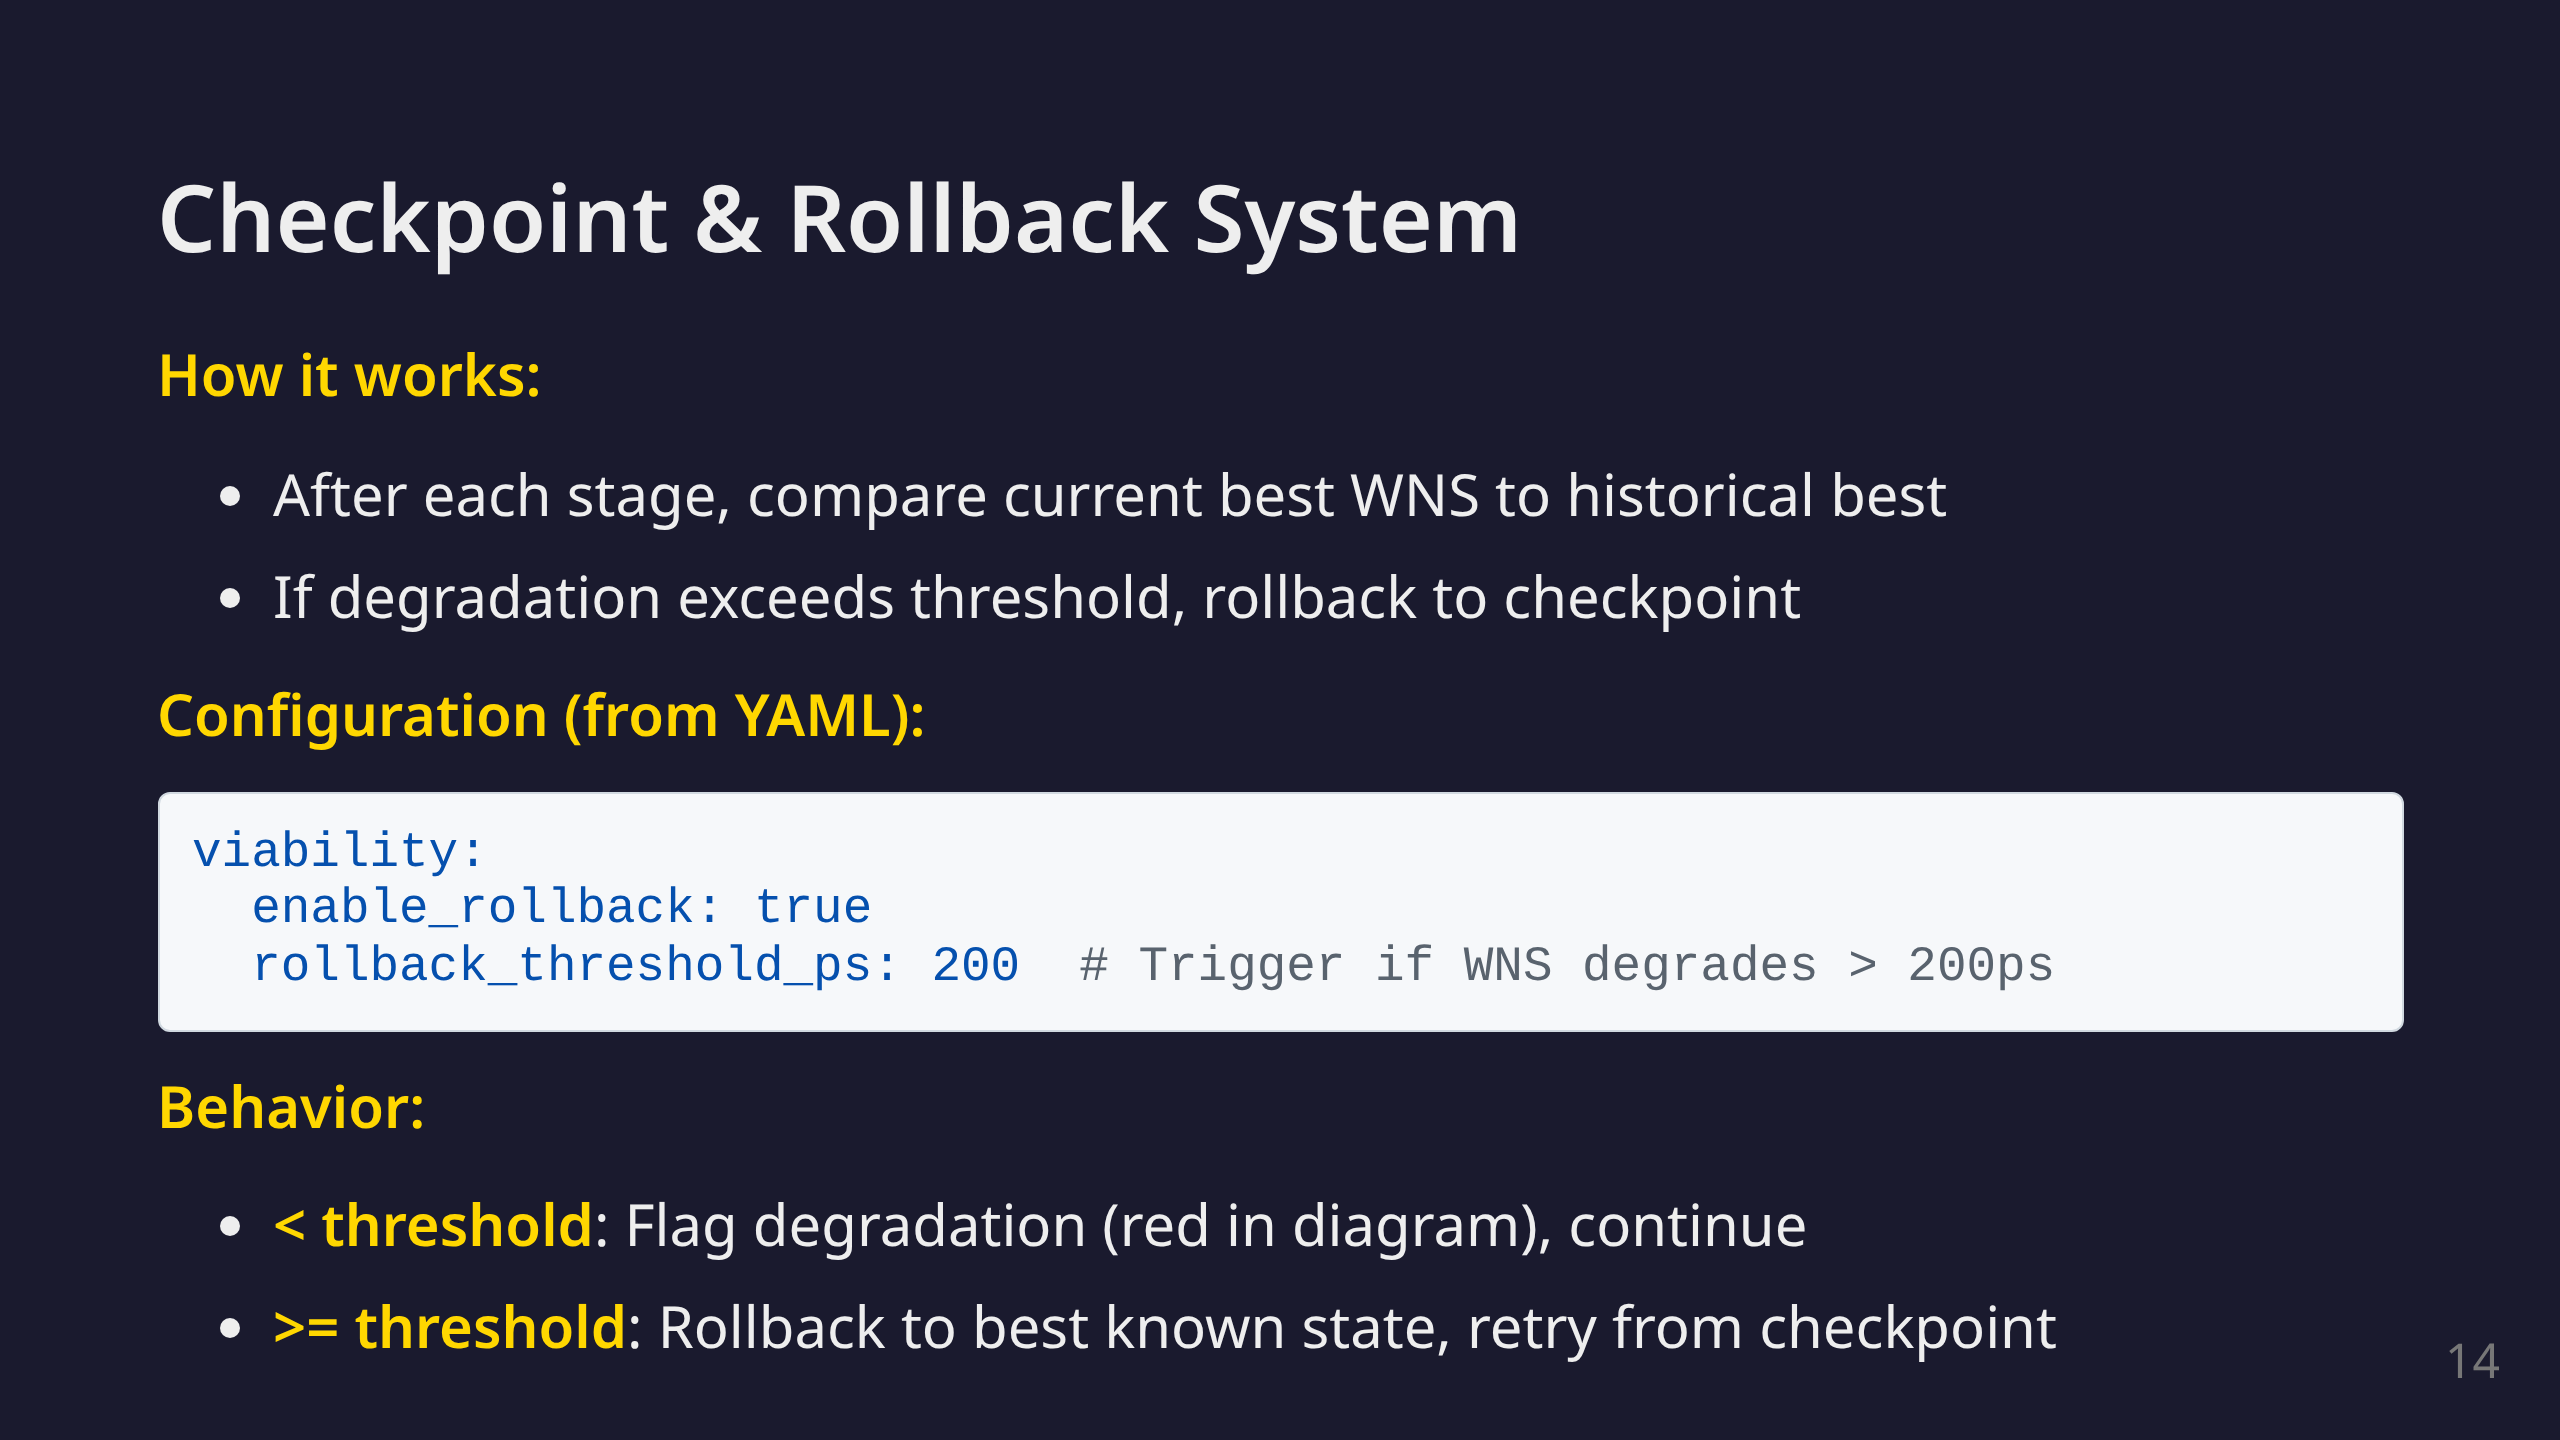 Checkpoint & Rollback System
How it works:
• After each stage, compare current best WNS to historical best
• If degradation exceeds threshold, rollback to checkpoint
Configuration (from YAML):
viability:
  enable_rollback: true
  rollback_threshold_ps: 200  # Trigger if WNS degrades > 200ps
Behavior:
• < threshold: Flag degradation (red in diagram), continue
• >= threshold: Rollback to best known state, retry from checkpoint
14